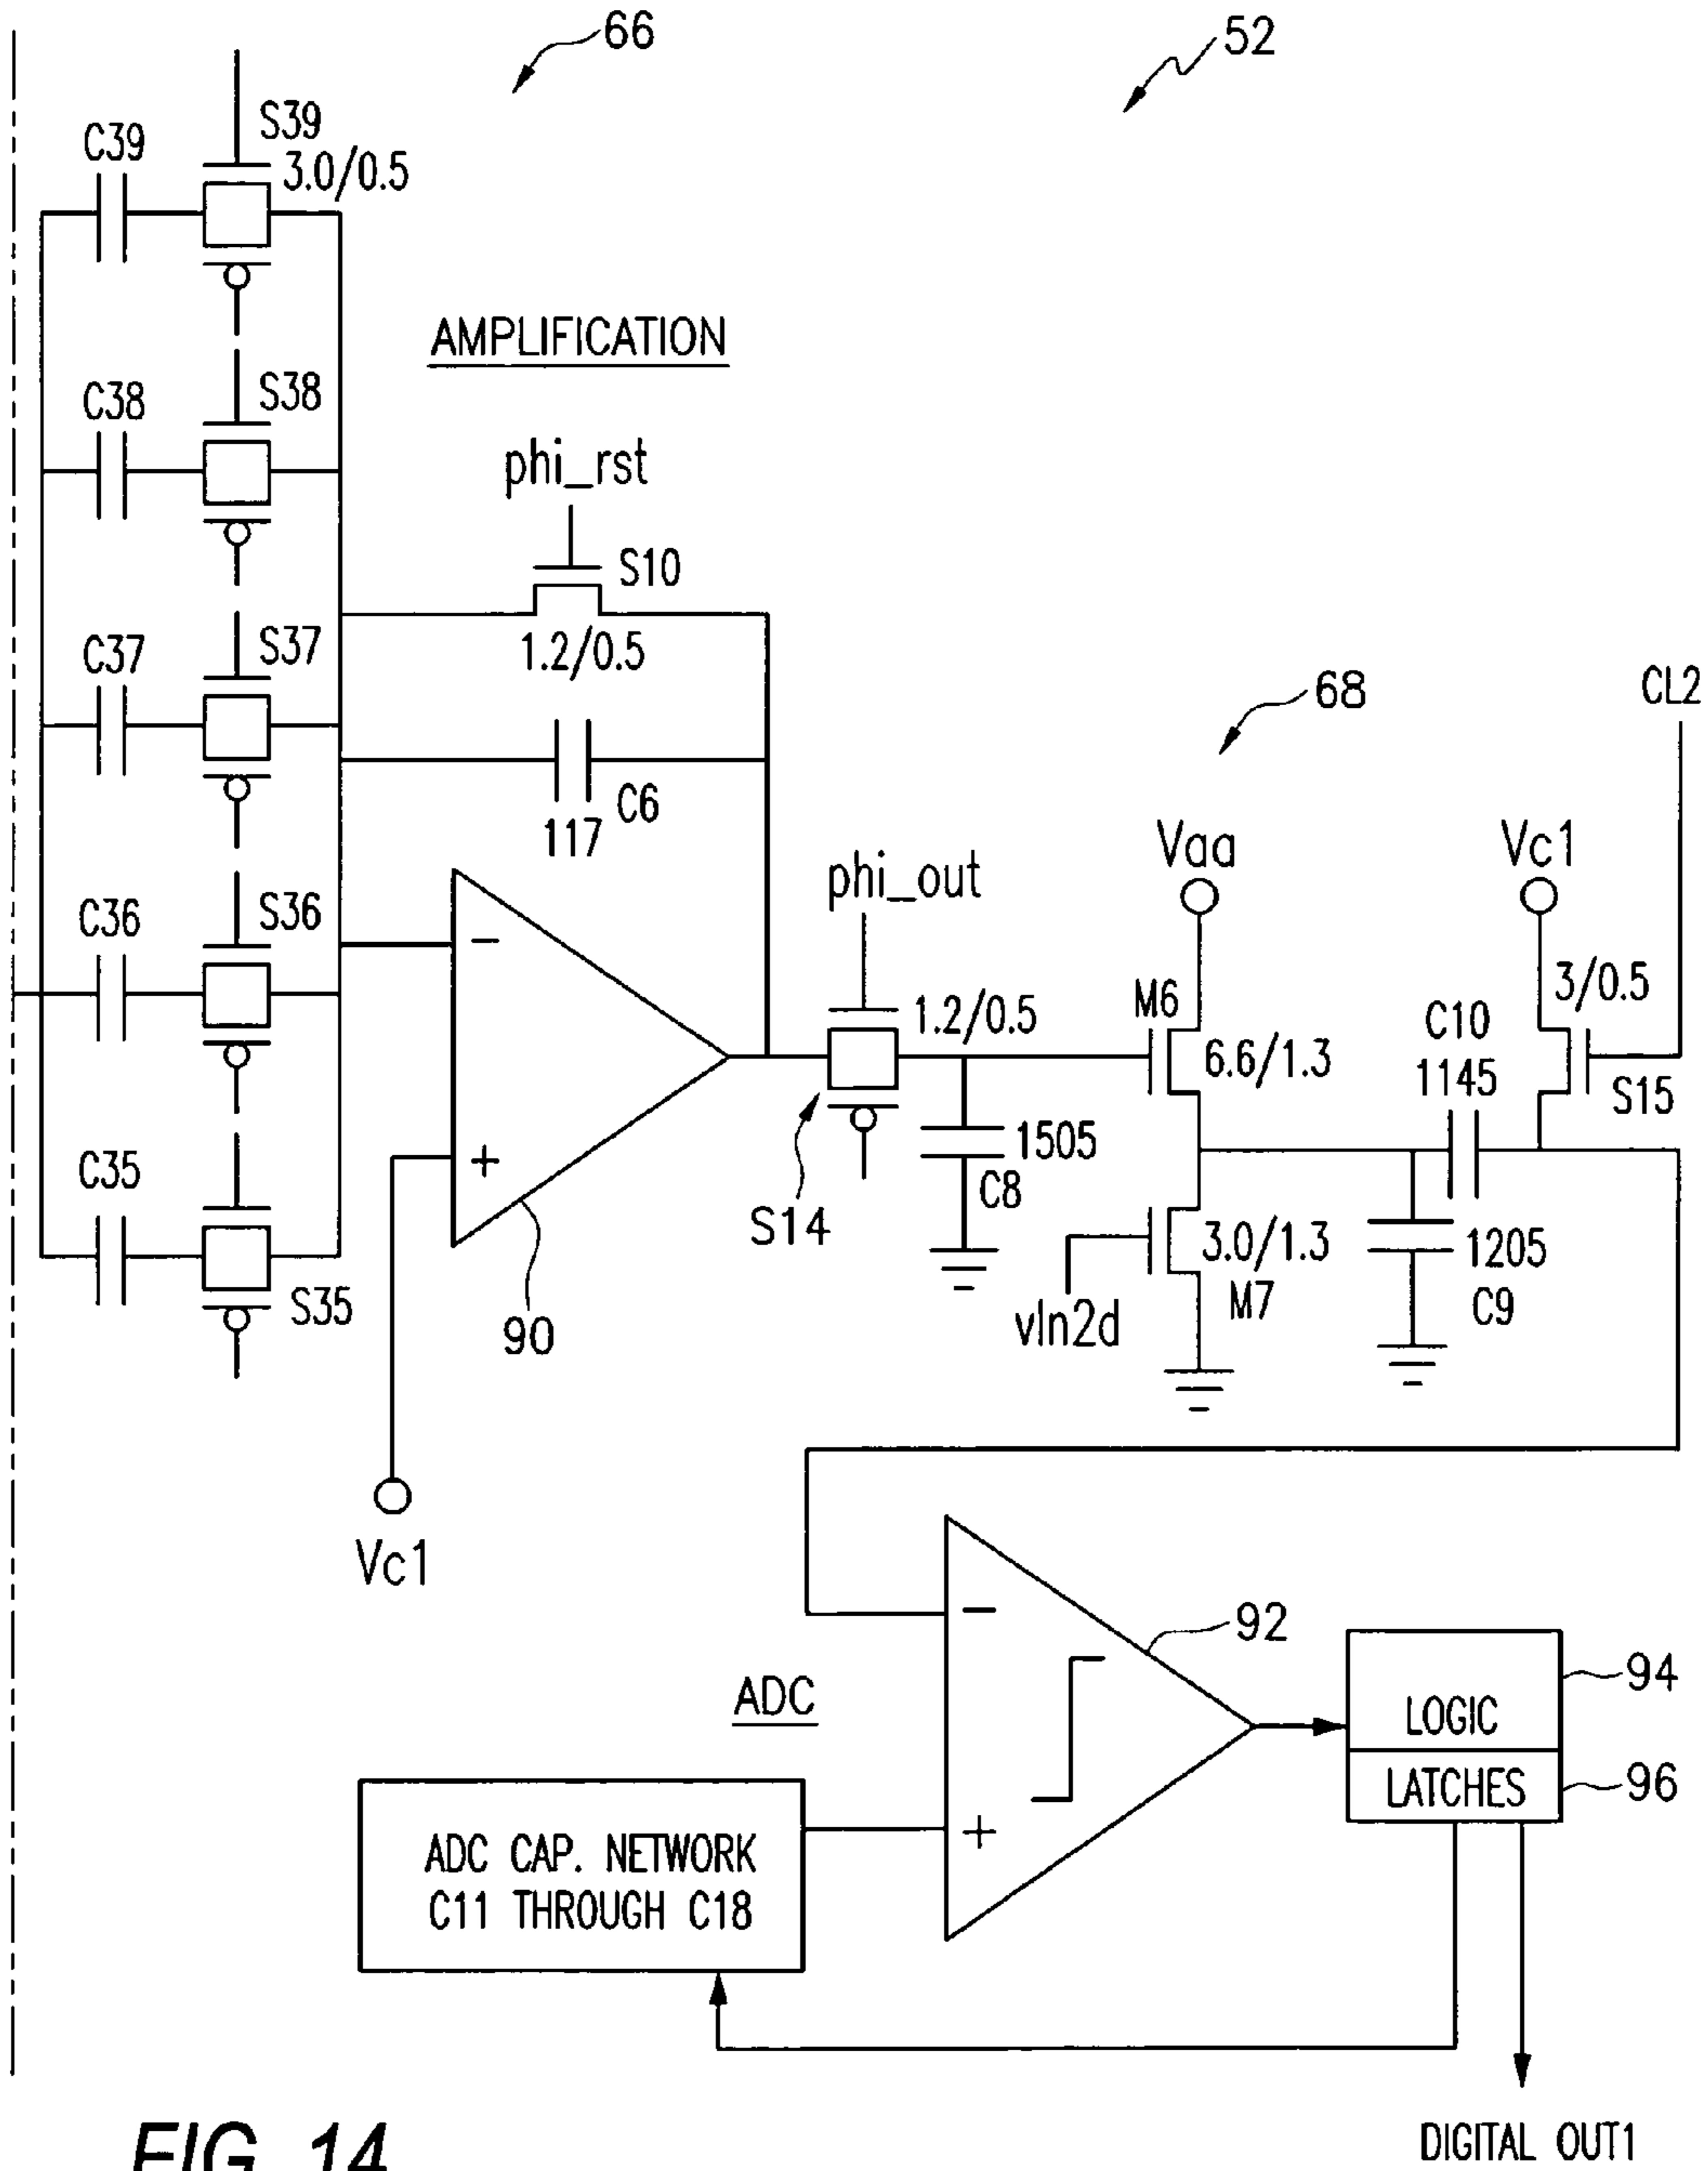 66
52
S39
C39
3.0/0.5
AMPLIFICATION
S38
C38
phi_rst
S10
1.2/0.5
S37
C37
68
CL2
C6
117
Vaa
Vc1
phi_out
S36
C36
3/0.5
M6
1.2/0.5
C10
6.6/1.3
1145
S15
1505
C8
C35
S14
3.0/1.3
1205
M7
C9
S35
vln2d
90
Vc1
92
94
ADC
LOGIC
LATCHES
96
ADC CAP. NETWORK
C11 THROUGH C18
-
+
-
+
FIG. 14
DIGITAL OUT1